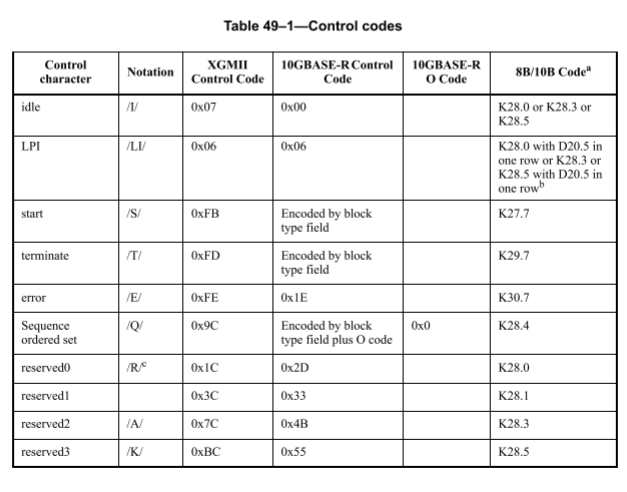 Table 49–1—Control codes
Control character | Notation | XGMII Control Code | 10GBASE-R Control Code | 10GBASE-R O Code | 8B/10B Codeᵃ
idle | /I/ | 0x07 | 0x00 | | K28.0 or K28.3 or K28.5
LPI | /LI/ | 0x06 | 0x06 | | K28.0 with D20.5 in one row or K28.3 or K28.5 with D20.5 in one rowᵇ
start | /S/ | 0xFB | Encoded by block type field | | K27.7
terminate | /T/ | 0xFD | Encoded by block type field | | K29.7
error | /E/ | 0xFE | 0x1E | | K30.7
Sequence ordered set | /Q/ | 0x9C | Encoded by block type field plus O code | 0x0 | K28.4
reserved0 | /R/ᶜ | 0x1C | 0x2D | | K28.0
reserved1 | | 0x3C | 0x33 | | K28.1
reserved2 | /A/ | 0x7C | 0x4B | | K28.3
reserved3 | /K/ | 0xBC | 0x55 | | K28.5